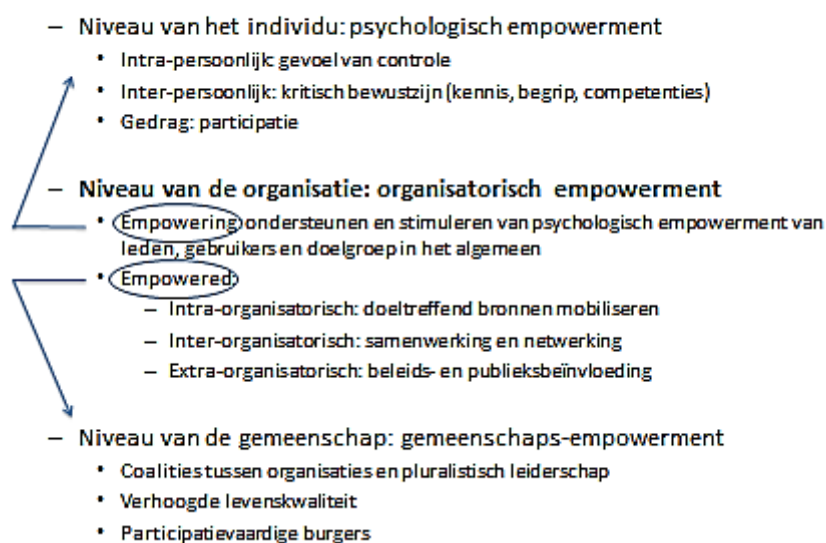 – Niveau van het individu: psychologisch empowerment
• Intra-persoonlijk: gevoel van controle
• Inter-persoonlijk: kritisch bewustzijn (kennis, begrip, competenties)
• Gedrag: participatie
– Niveau van de organisatie: organisatorisch empowerment
• Empowering: ondersteunen en stimuleren van psychologisch empowerment van
leden, gebruikers en doelgroep in het algemeen
• Empowered:
– Intra-organisatorisch: doeltreffend bronnen mobiliseren
– Inter-organisatorisch: samenwerking en netwerking
– Extra-organisatorisch: beleids- en publieksbeïnvloeding
– Niveau van de gemeenschap: gemeenschaps-empowerment
• Coalities tussen organisaties en pluralistisch leiderschap
• Verhoogde levenskwaliteit
• Participatievaardige burgers